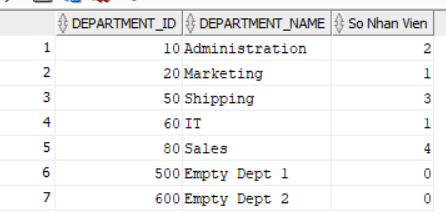 DEPARTMENT_ID DEPARTMENT_NAME So Nhan Vien
1 10 Administration 2
2 20 Marketing 1
3 50 Shipping 3
4 60 IT 1
5 80 Sales 4
6 500 Empty Dept 1 0
7 600 Empty Dept 2 0